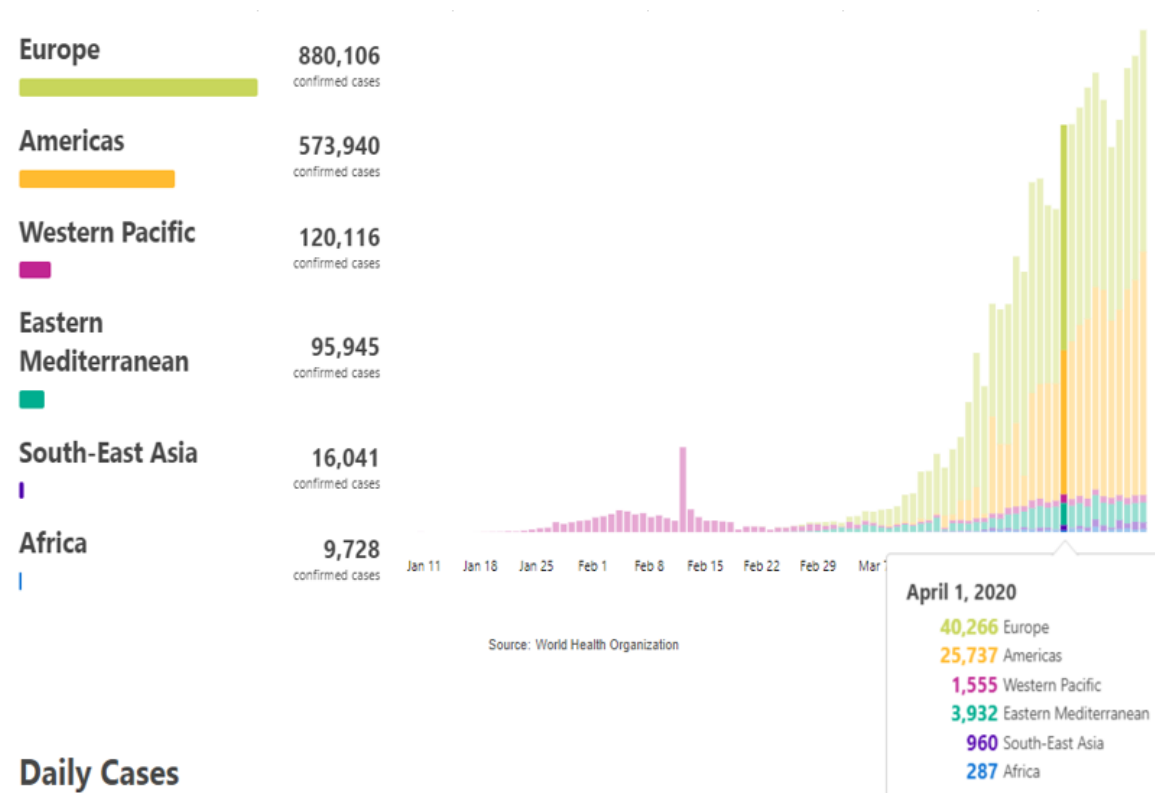 Europe
880,106
confirmed cases
Americas
573,940
confirmed cases
Western Pacific
120,116
confirmed cases
Eastern
Mediterranean
95,945
confirmed cases
South-East Asia
16,041
confirmed cases
Africa
9,728
confirmed cases
Jan 11 Jan 18 Jan 25 Feb 1 Feb 8 Feb 15 Feb 22 Feb 29 Mar
Source: World Health Organization
April 1, 2020
40,266 Europe
25,737 Americas
1,555 Western Pacific
3,932 Eastern Mediterranean
960 South-East Asia
287 Africa
Daily Cases